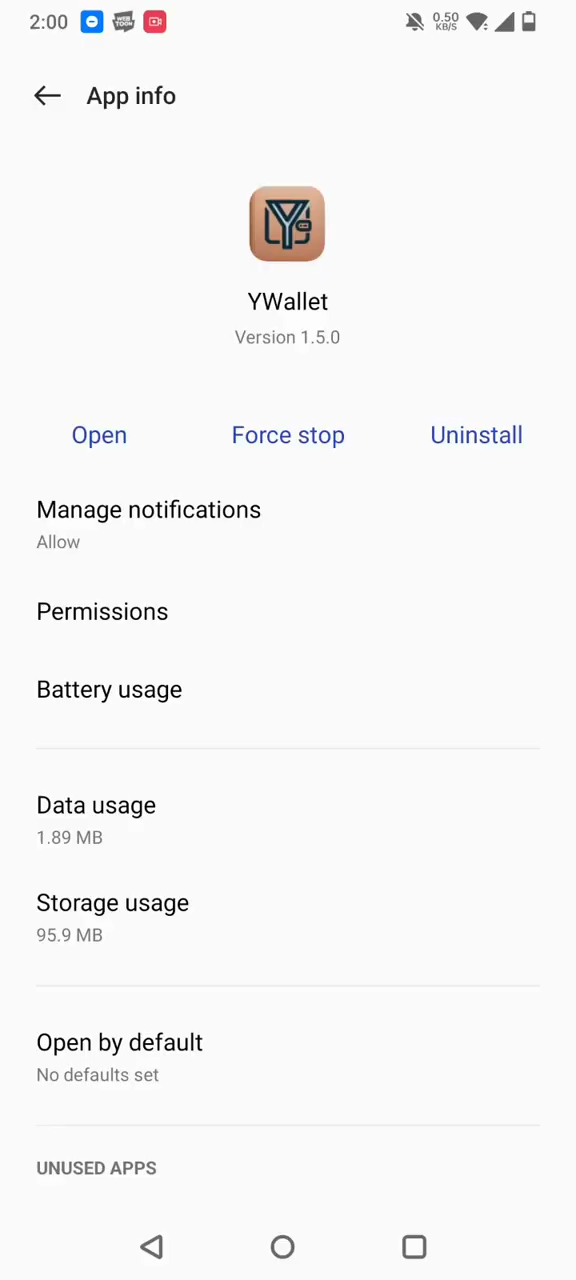 2:00
WEB
TOON
0.50
KB/S
App info
YWallet
Version 1.5.0
Open Force stop Uninstall
Manage notifications
Allow
Permissions
Battery usage
Data usage
1.89 MB
Storage usage
95.9 MB
Open by default
No defaults set
UNUSED APPS